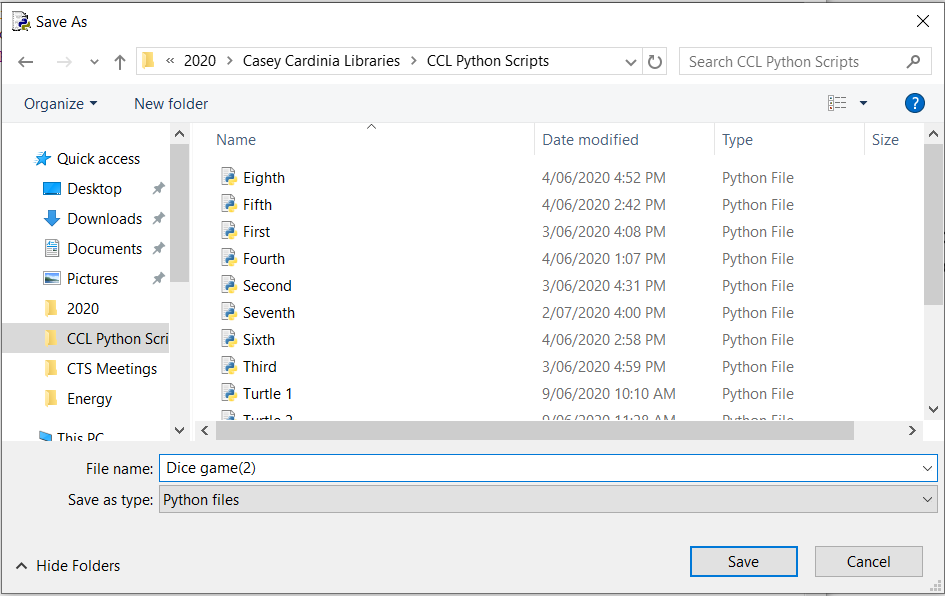 Save As
« 2020 > Casey Cardinia Libraries > CCL Python Scripts
Search CCL Python Scripts
Organize
New folder
?
Quick access
Desktop
Downloads
Documents
Pictures
2020
CCL Python Scri
CTS Meetings
Energy
This PC
Name Date modified Type Size
Eighth 4/06/2020 4:52 PM Python File
Fifth 4/06/2020 2:42 PM Python File
First 3/06/2020 4:08 PM Python File
Fourth 4/06/2020 1:07 PM Python File
Second 3/06/2020 4:31 PM Python File
Seventh 2/07/2020 4:00 PM Python File
Sixth 4/06/2020 2:58 PM Python File
Third 3/06/2020 4:59 PM Python File
Turtle 1 9/06/2020 10:10 AM Python File
Turtle 2 9/06/2020 11:28 AM Python File
File name: Dice game(2)
Save as type: Python files
Hide Folders
Save
Cancel